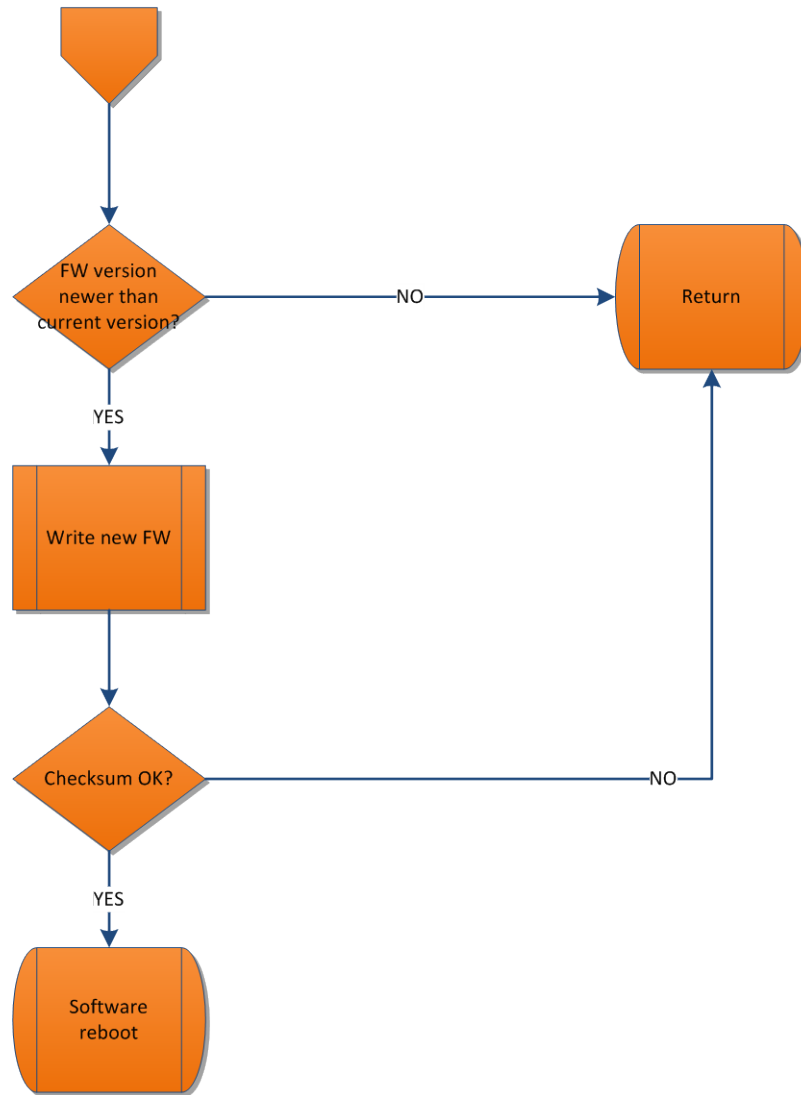 FW version
newer than
current version?
NO
Return
YES
Write new FW
Checksum OK?
NO
YES
Software
reboot